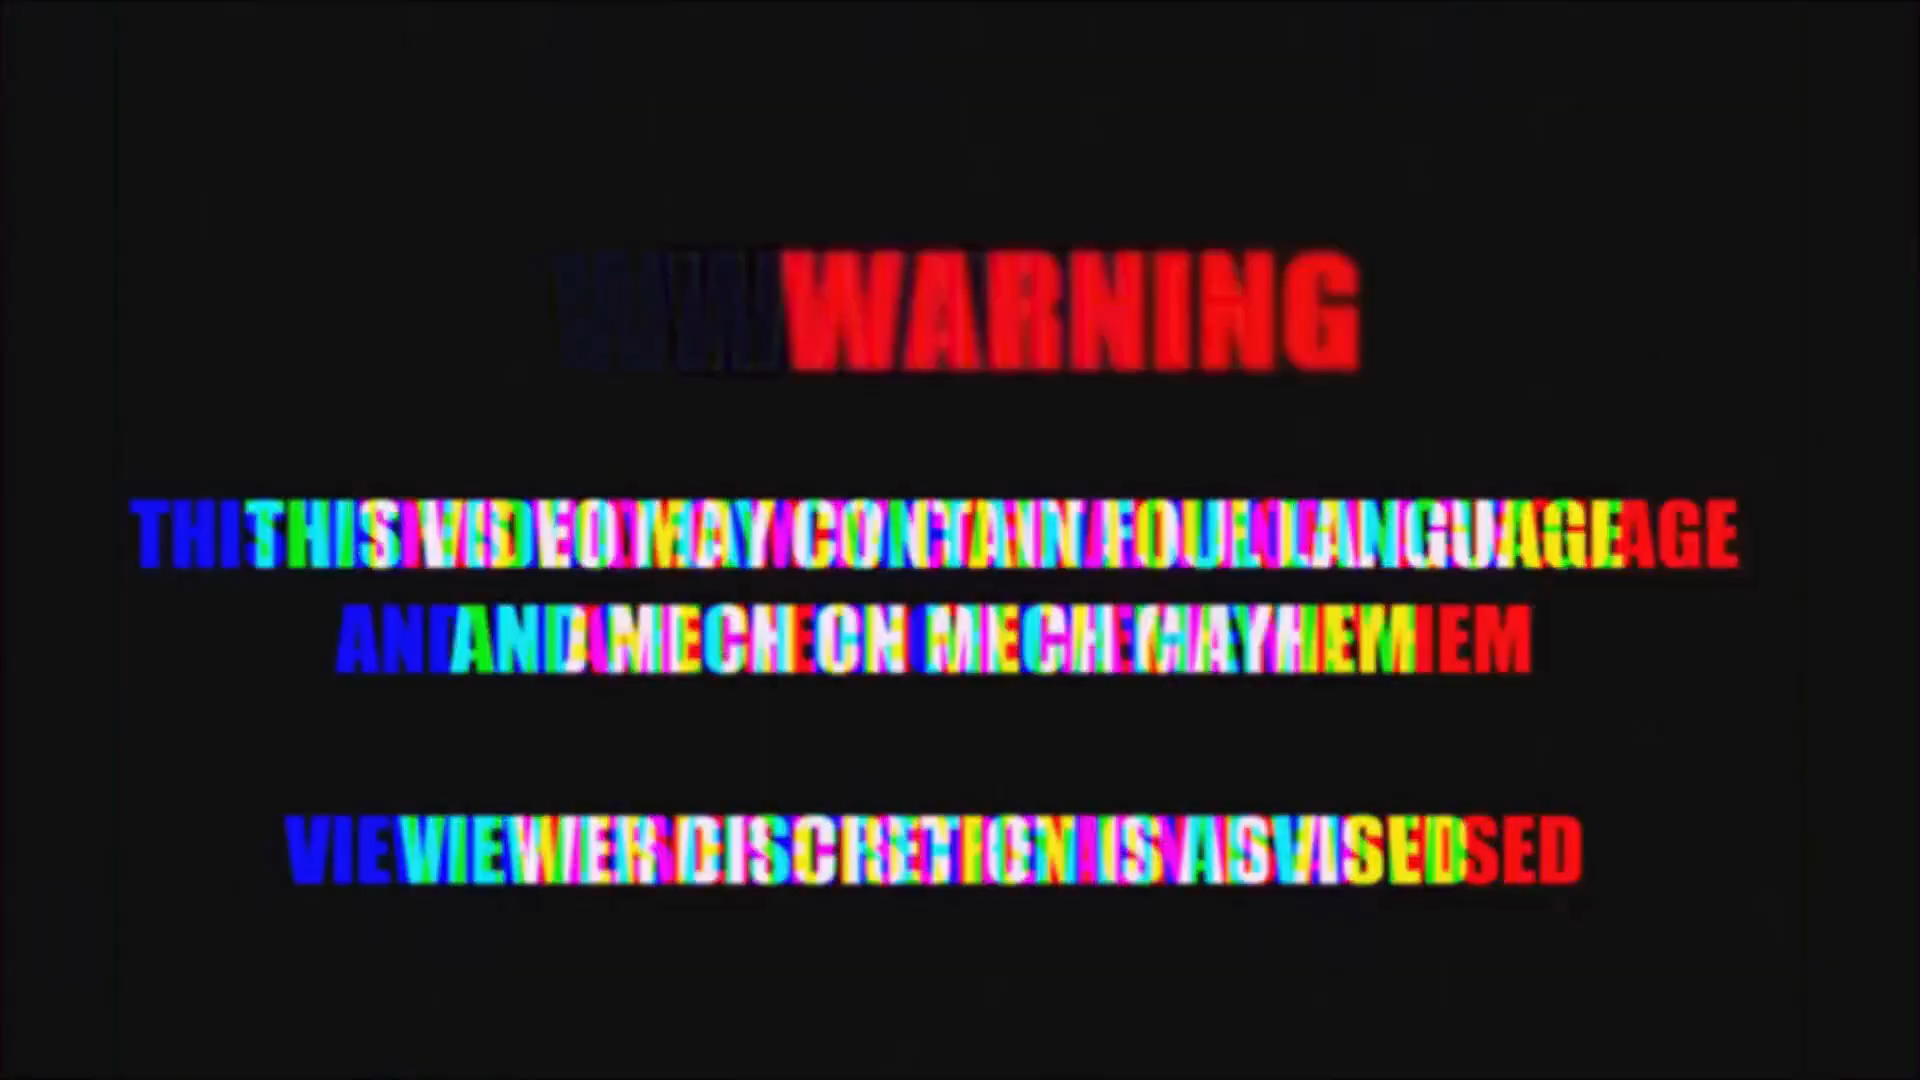 WARNING
THIS VIDEO MAY CONTAIN FOUL LANGUAGE
AND MECH ON MECH MAYHEM
VIEWER DISCRETION IS ADVISED